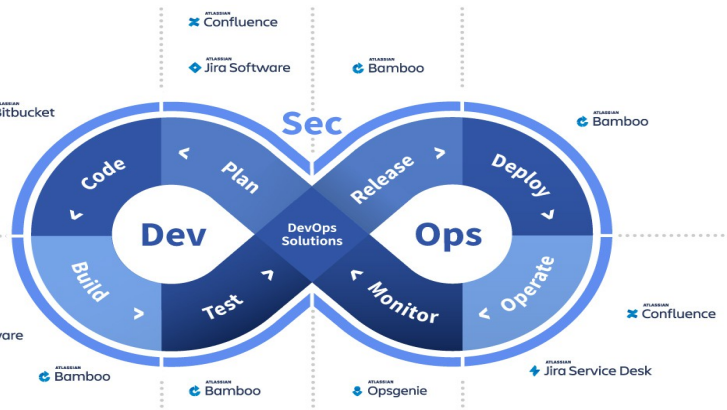 ATLASSIAN
Confluence
ATLASSIAN
Jira Software
ATLASSIAN
Bamboo
itbucket
ATLASSIAN
Bamboo
Sec
Code
Plan
Release
Deploy
Dev
DevOps
Solutions
Ops
Build
Test
Monitor
Operate
ATLASSIAN
Confluence
are
ATLASSIAN
Bamboo
ATLASSIAN
Bamboo
ATLASSIAN
Opsgenie
ATLASSIAN
Jira Service Desk